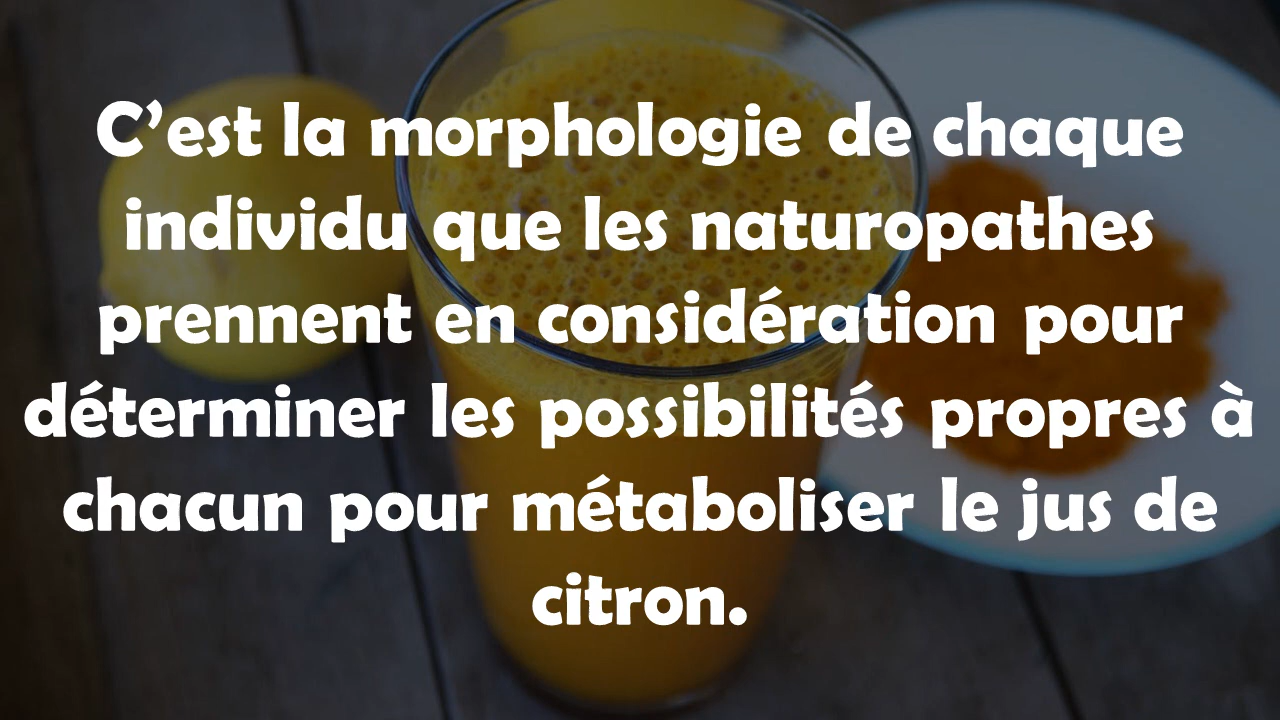 C’est la morphologie de chaque
individu que les naturopathes
prennent en considération pour
déterminer les possibilités propres à
chacun pour métaboliser le jus de
citron.